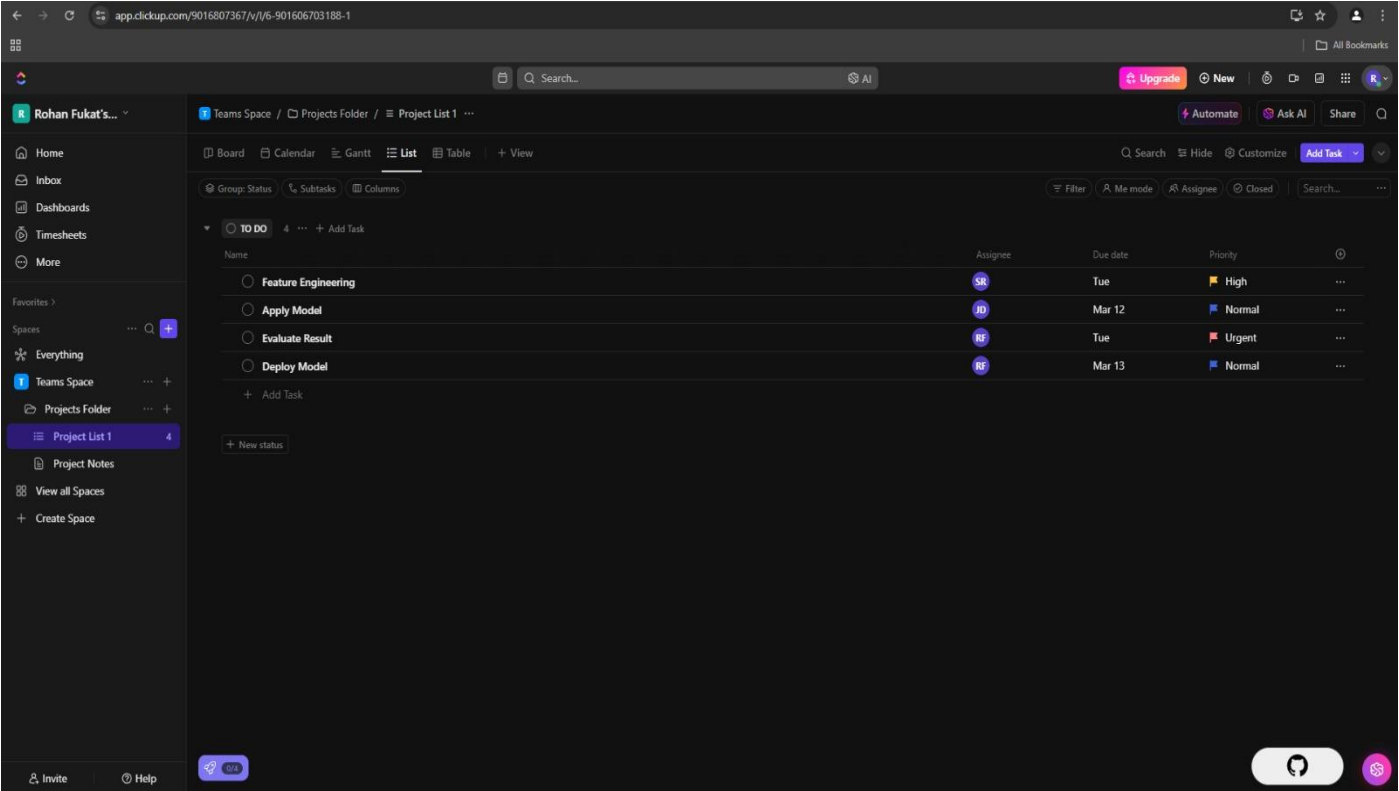 app.clickup.com/9016807367/v/l/6-901606703188-1
All Bookmarks
Search...
AI
Upgrade
New
R
R Rohan Fukat's...
T Teams Space / Projects Folder / Project List 1 ...
Automate
Ask AI
Share
Home
Inbox
Dashboards
Timesheets
More
Favorites >
Spaces ...
Everything
T Teams Space ... +
Projects Folder ... +
Project List 1 4
Project Notes
View all Spaces
+ Create Space
Invite
Help
Board Calendar Gantt List Table + View
Search Hide Customize Add Task
Group: Status Subtasks Columns
Filter Me mode Assignee Closed Search... ...
TO DO 4 ... + Add Task
Name Assignee Due date Priority
Feature Engineering SR Tue High ...
Apply Model JD Mar 12 Normal ...
Evaluate Result RF Tue Urgent ...
Deploy Model RF Mar 13 Normal ...
+ Add Task
+ New status
0/4